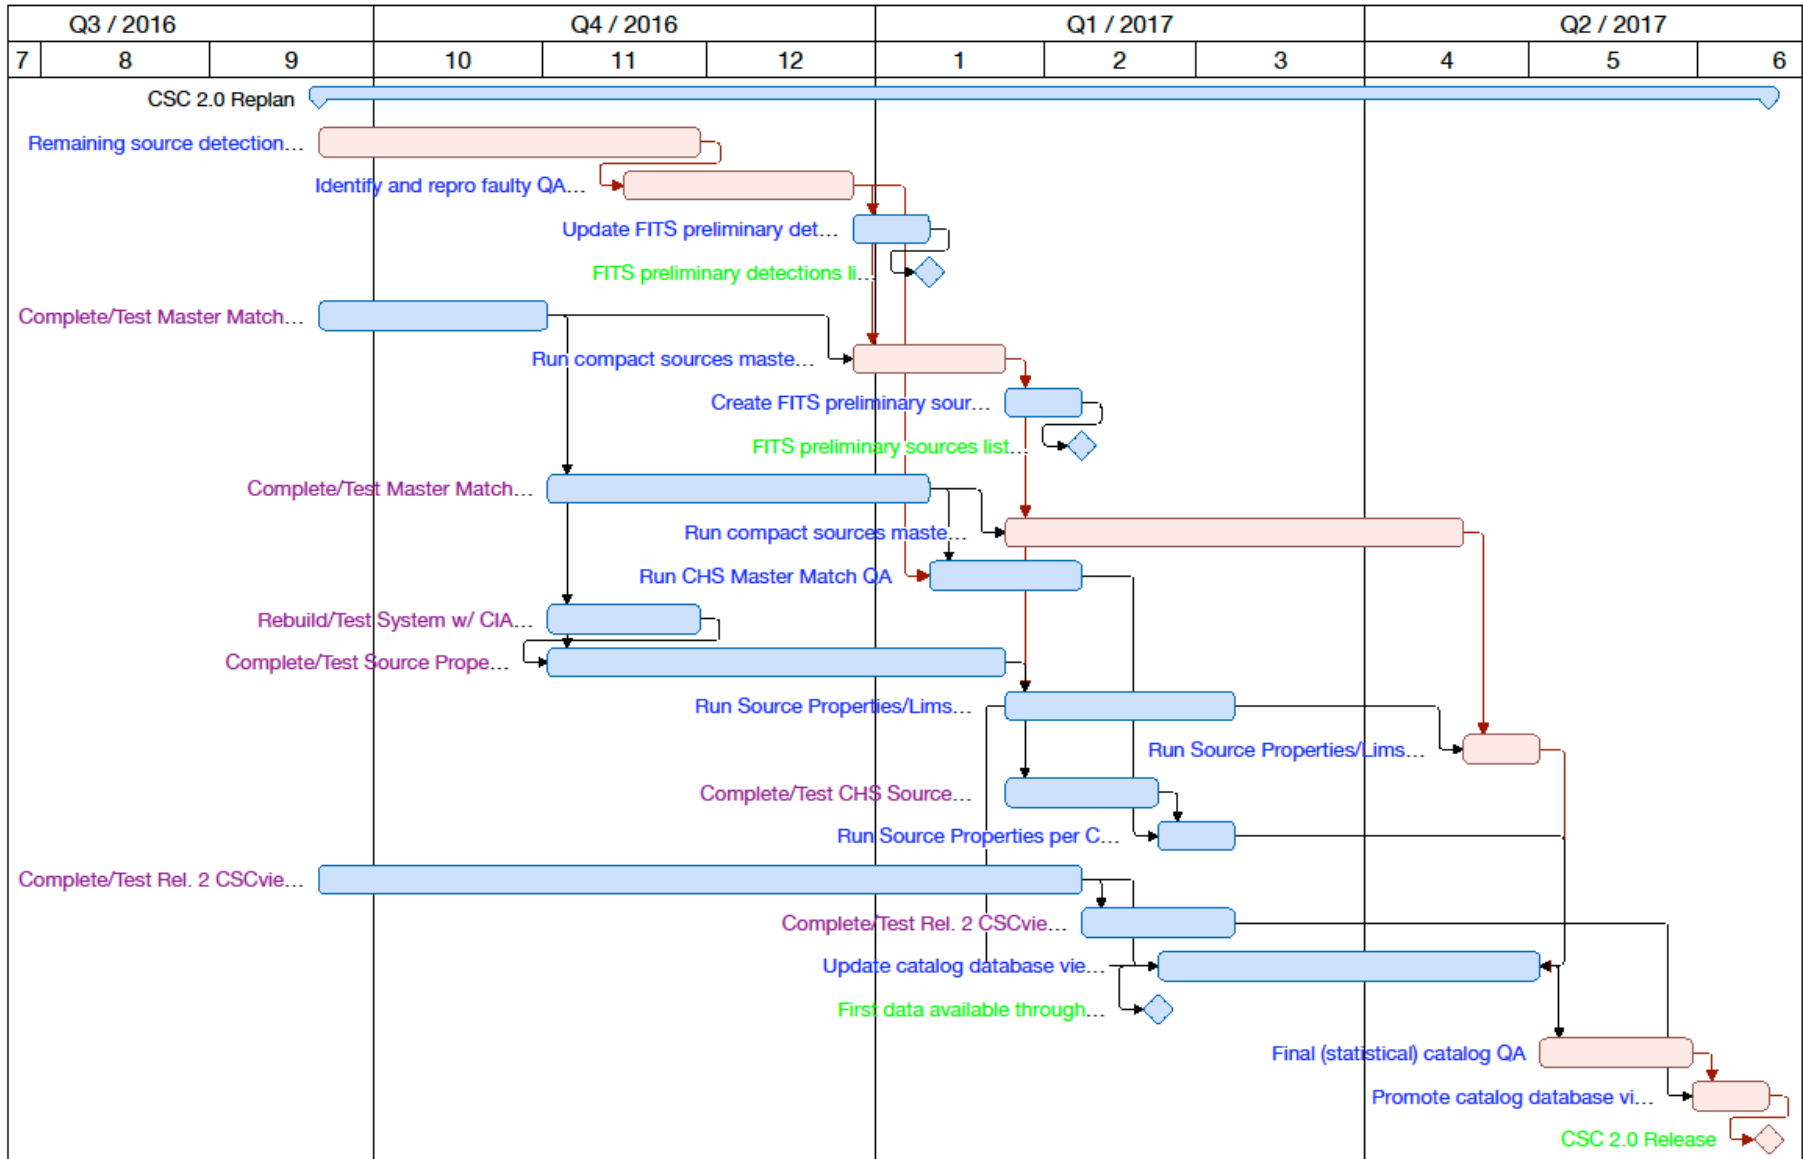 Q3 / 2016 Q4 / 2016 Q1 / 2017 Q2 / 2017
7 8 9 10 11 12 1 2 3 4 5 6
CSC 2.0 Replan
Remaining source detection...
Identify and repro faulty QA...
Update FITS preliminary det...
FITS preliminary detections li...
Complete/Test Master Match...
Run compact sources maste...
Create FITS preliminary sour...
FITS preliminary sources list...
Complete/Test Master Match...
Run compact sources maste...
Run CHS Master Match QA
Rebuild/Test System w/ CIA...
Complete/Test Source Prope...
Run Source Properties/Lims...
Run Source Properties/Lims...
Complete/Test CHS Source...
Run Source Properties per C...
Complete/Test Rel. 2 CSCvie...
Complete/Test Rel. 2 CSCvie...
Update catalog database vie...
First data available through...
Final (statistical) catalog QA
Promote catalog database vi...
CSC 2.0 Release